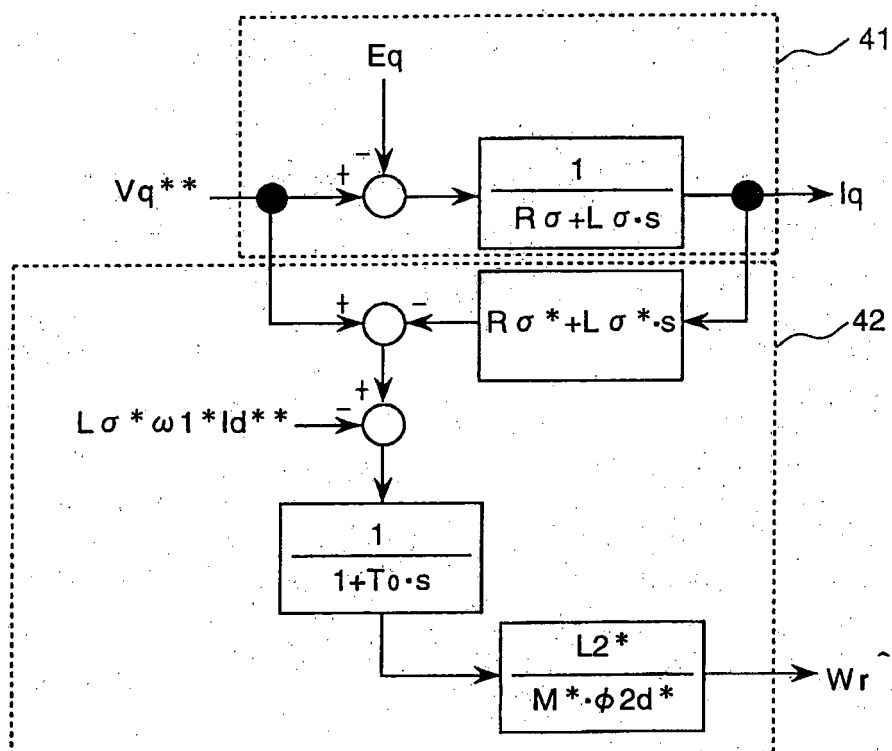 41
Eq
−
+
Vq**
1
Rσ+Lσ·s
Iq
+
−
Rσ*+Lσ*·s
42
+
−
Lσ*ω1*Id**
1
1+T0·s
L2*
M*·φ2d*
Wr^